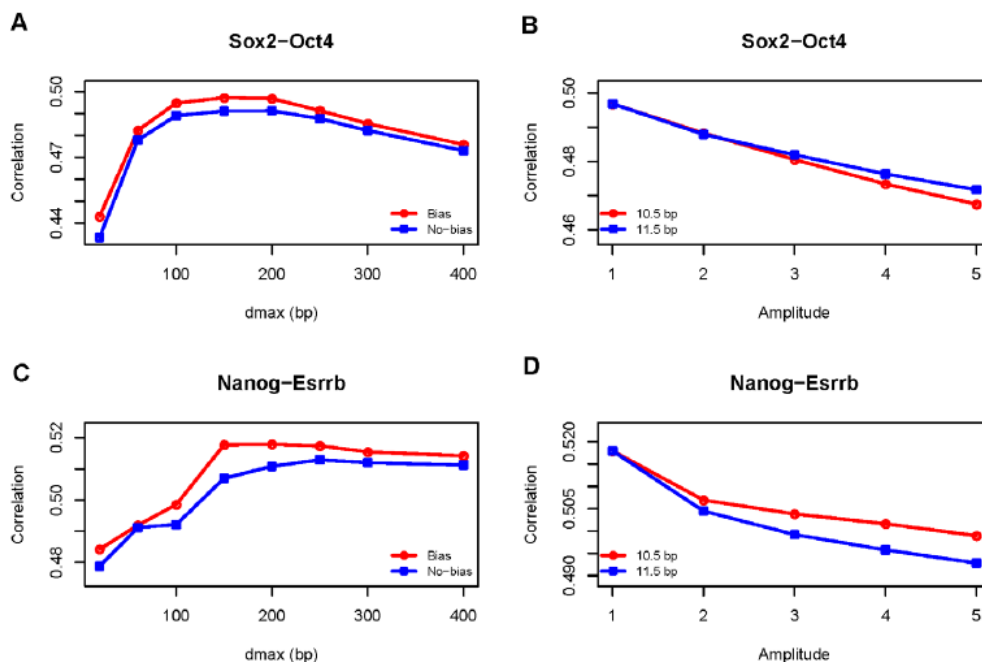 A
Sox2−Oct4
Correlation
0.50
0.47
0.44
Bias
No−bias
100 200 300 400
dmax (bp)
B
Sox2−Oct4
Correlation
0.50
0.48
0.46
10.5 bp
11.5 bp
1 2 3 4 5
Amplitude
C
Nanog−Esrrb
Correlation
0.52
0.50
0.48
Bias
No−bias
100 200 300 400
dmax (bp)
D
Nanog−Esrrb
Correlation
0.520
0.505
0.490
10.5 bp
11.5 bp
1 2 3 4 5
Amplitude